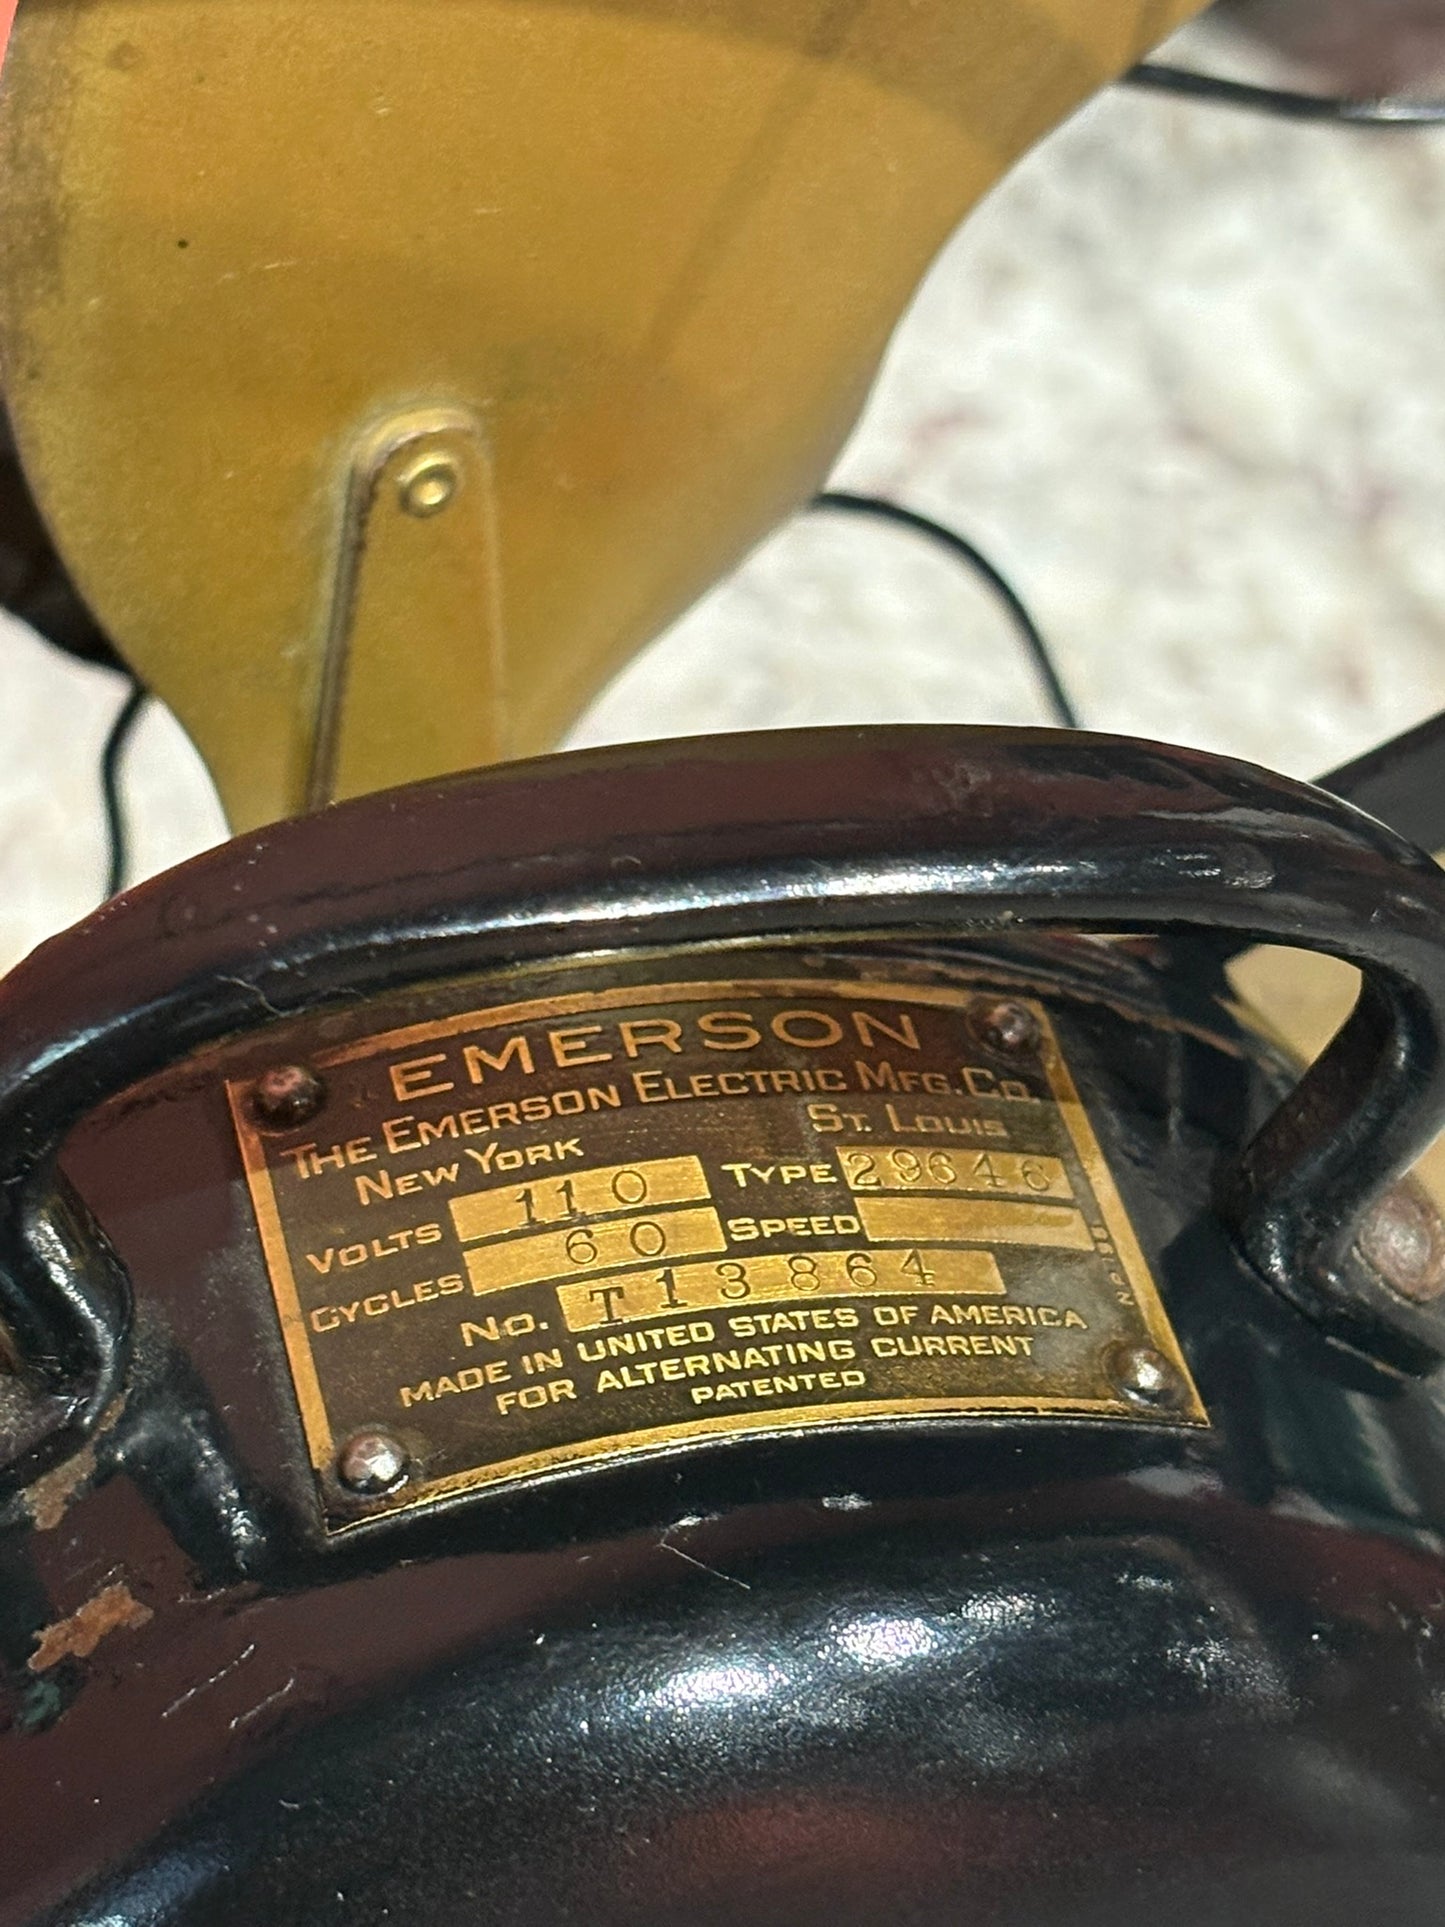 EMERSON
THE EMERSON ELECTRIC MFG. CO.
NEW YORK ST. LOUIS
VOLTS 110 TYPE 29646
CYCLES 60 SPEED
NO. T13864
MADE IN UNITED STATES OF AMERICA
FOR ALTERNATING CURRENT
PATENTED